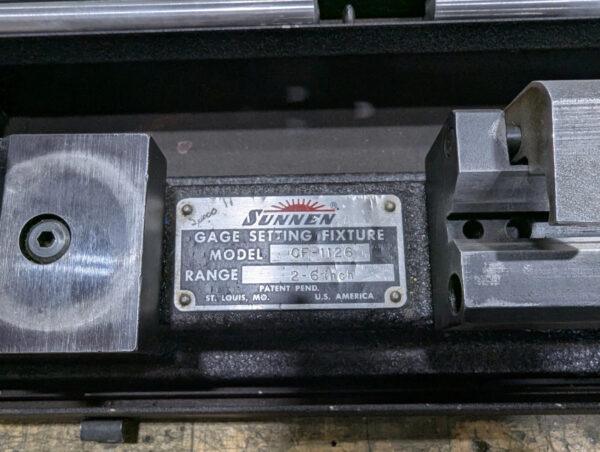 SUNNEN ®
GAGE SETTING FIXTURE
MODEL CF-1126
RANGE 2-6 inch
PATENT PEND.
ST. LOUIS, MO. U.S. AMERICA